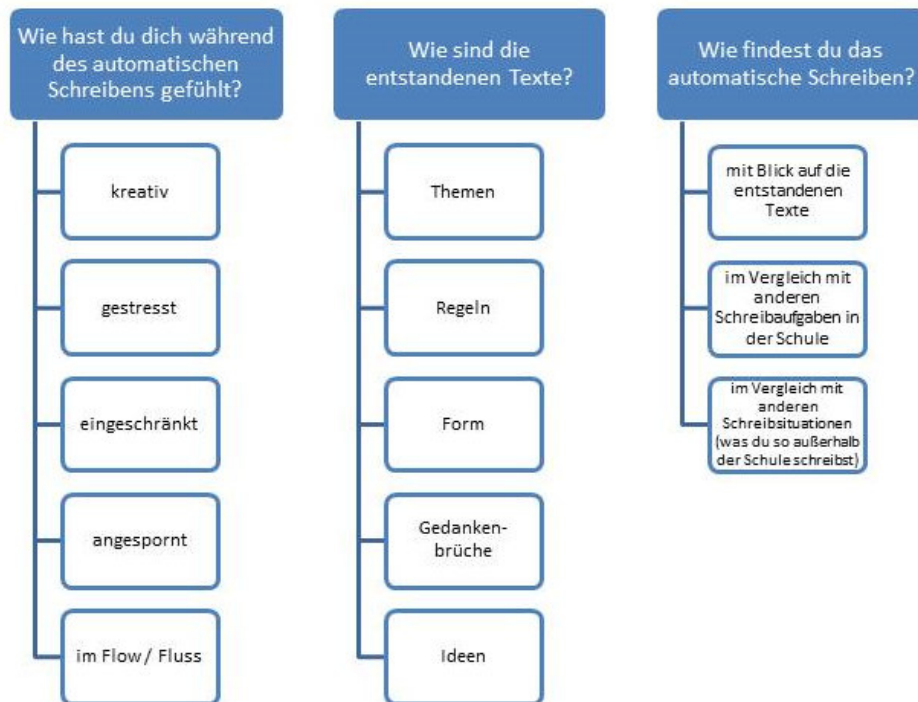 Wie hast du dich während
des automatischen
Schreibens gefühlt?
kreativ
gestresst
eingeschränkt
angespornt
im Flow / Fluss
Wie sind die
entstandenen Texte?
Themen
Regeln
Form
Gedanken-
brüche
Ideen
Wie findest du das
automatische Schreiben?
mit Blick auf die
entstandenen
Texte
im Vergleich mit
anderen
Schreibaufgaben in
der Schule
im Vergleich mit
anderen
Schreibsituationen
(was du so außerhalb
der Schule schreibst)